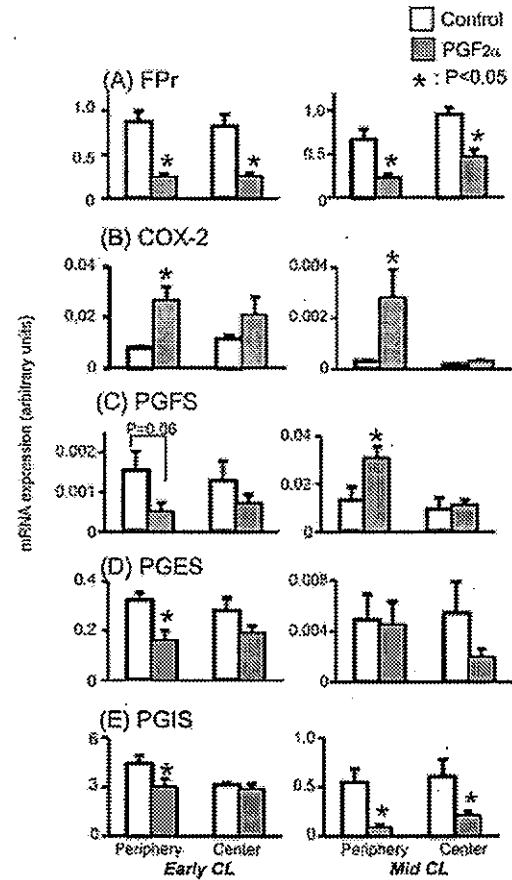 Control
PGF2α
* : P<0.05
(A) FPr
1.0
0.5
0
* *
1.0
0.5
0
* *
(B) COX-2
0.04
0.02
0
*
0.004
0.002
0
*
(C) PGFS
P=0.06
0.002
0.001
0
0.04
0.02
0
*
(D) PGES
0.4
0.2
0
*
0.008
0.004
0
(E) PGIS
6
3
0
*
1.0
0.5
0
* *
mRNA expression (arbitrary units)
Periphery Center
Early CL
Periphery Center
Mid CL